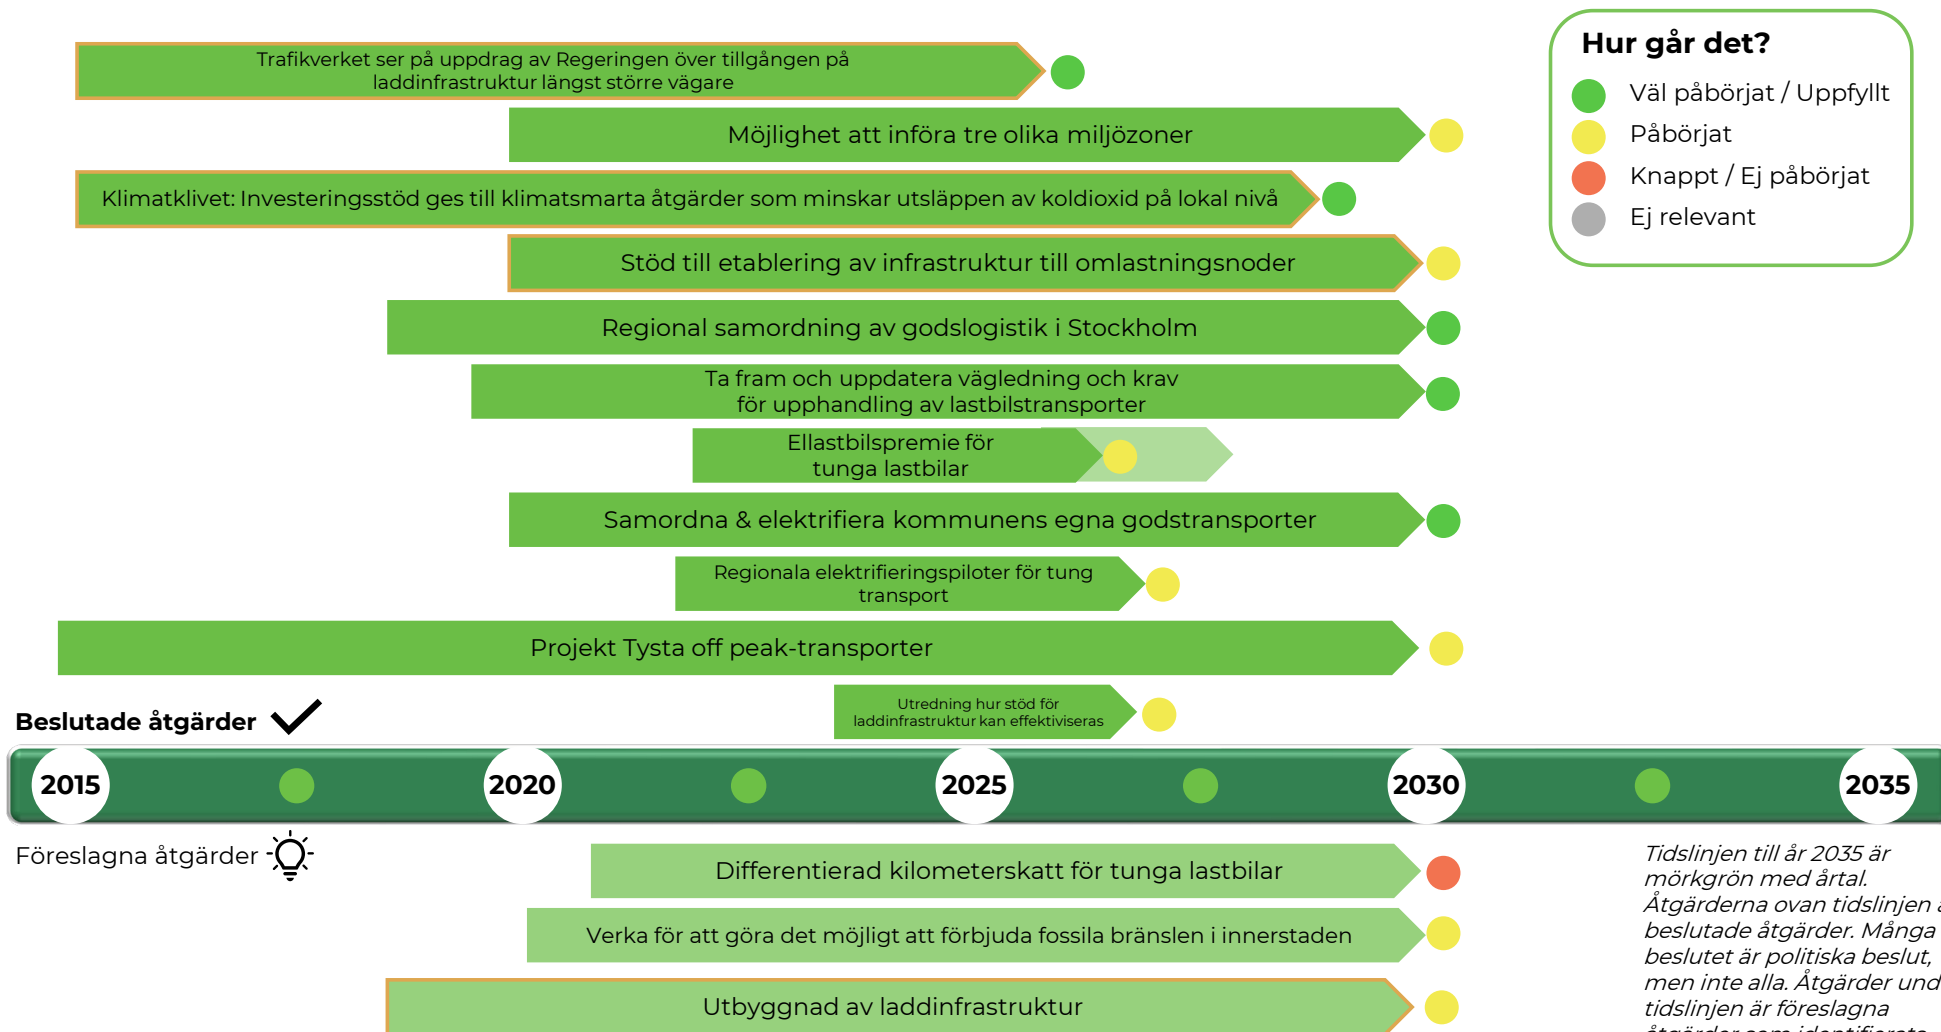 Hur går det?
Väl påbörjat / Uppfyllt
Påbörjat
Knappt / Ej påbörjat
Ej relevant
Trafikverket ser på uppdrag av Regeringen över tillgången på
laddinfrastruktur längst större vägare
Möjlighet att införa tre olika miljözoner
Klimatklivet: Investeringsstöd ges till klimatsmarta åtgärder som minskar utsläppen av koldioxid på lokal nivå
Stöd till etablering av infrastruktur till omlastningsnoder
Regional samordning av godslogistik i Stockholm
Ta fram och uppdatera vägledning och krav
för upphandling av lastbilstransporter
Ellastbilspremie för
tunga lastbilar
Samordna & elektrifiera kommunens egna godstransporter
Regionala elektrifieringspiloter för tung
transport
Projekt Tysta off peak-transporter
Utredning hur stöd för
laddinfrastruktur kan effektiviseras
Beslutade åtgärder
2015
2020
2025
2030
2035
Föreslagna åtgärder
Differentierad kilometerskatt för tunga lastbilar
Verka för att göra det möjligt att förbjuda fossila bränslen i innerstaden
Utbyggnad av laddinfrastruktur
Tidslinjen till år 2035 är
mörkgrön med årtal.
Åtgärderna ovan tidslinjen
beslutade åtgärder. Många
beslutet är politiska beslut,
men inte alla. Åtgärder und
tidslinjen är föreslagna
åtgärder som identifierats